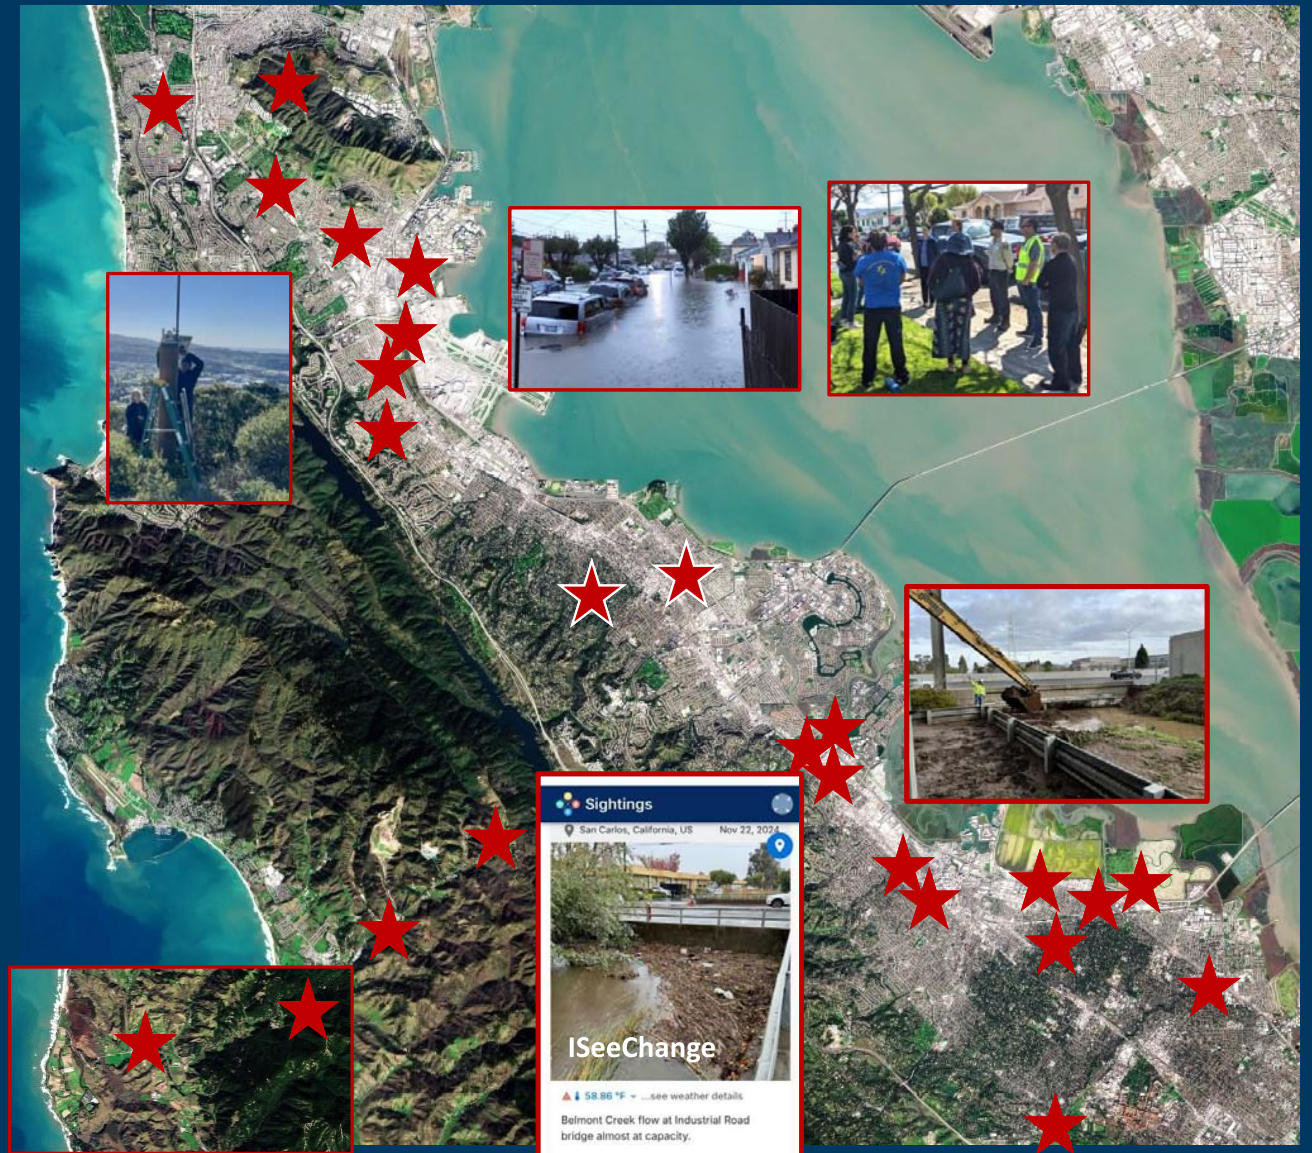 Sightings
San Carlos, California, US Nov 22, 2024
ISeeChange
58.86 °F ...see weather details
Belmont Creek flow at Industrial Road
bridge almost at capacity.